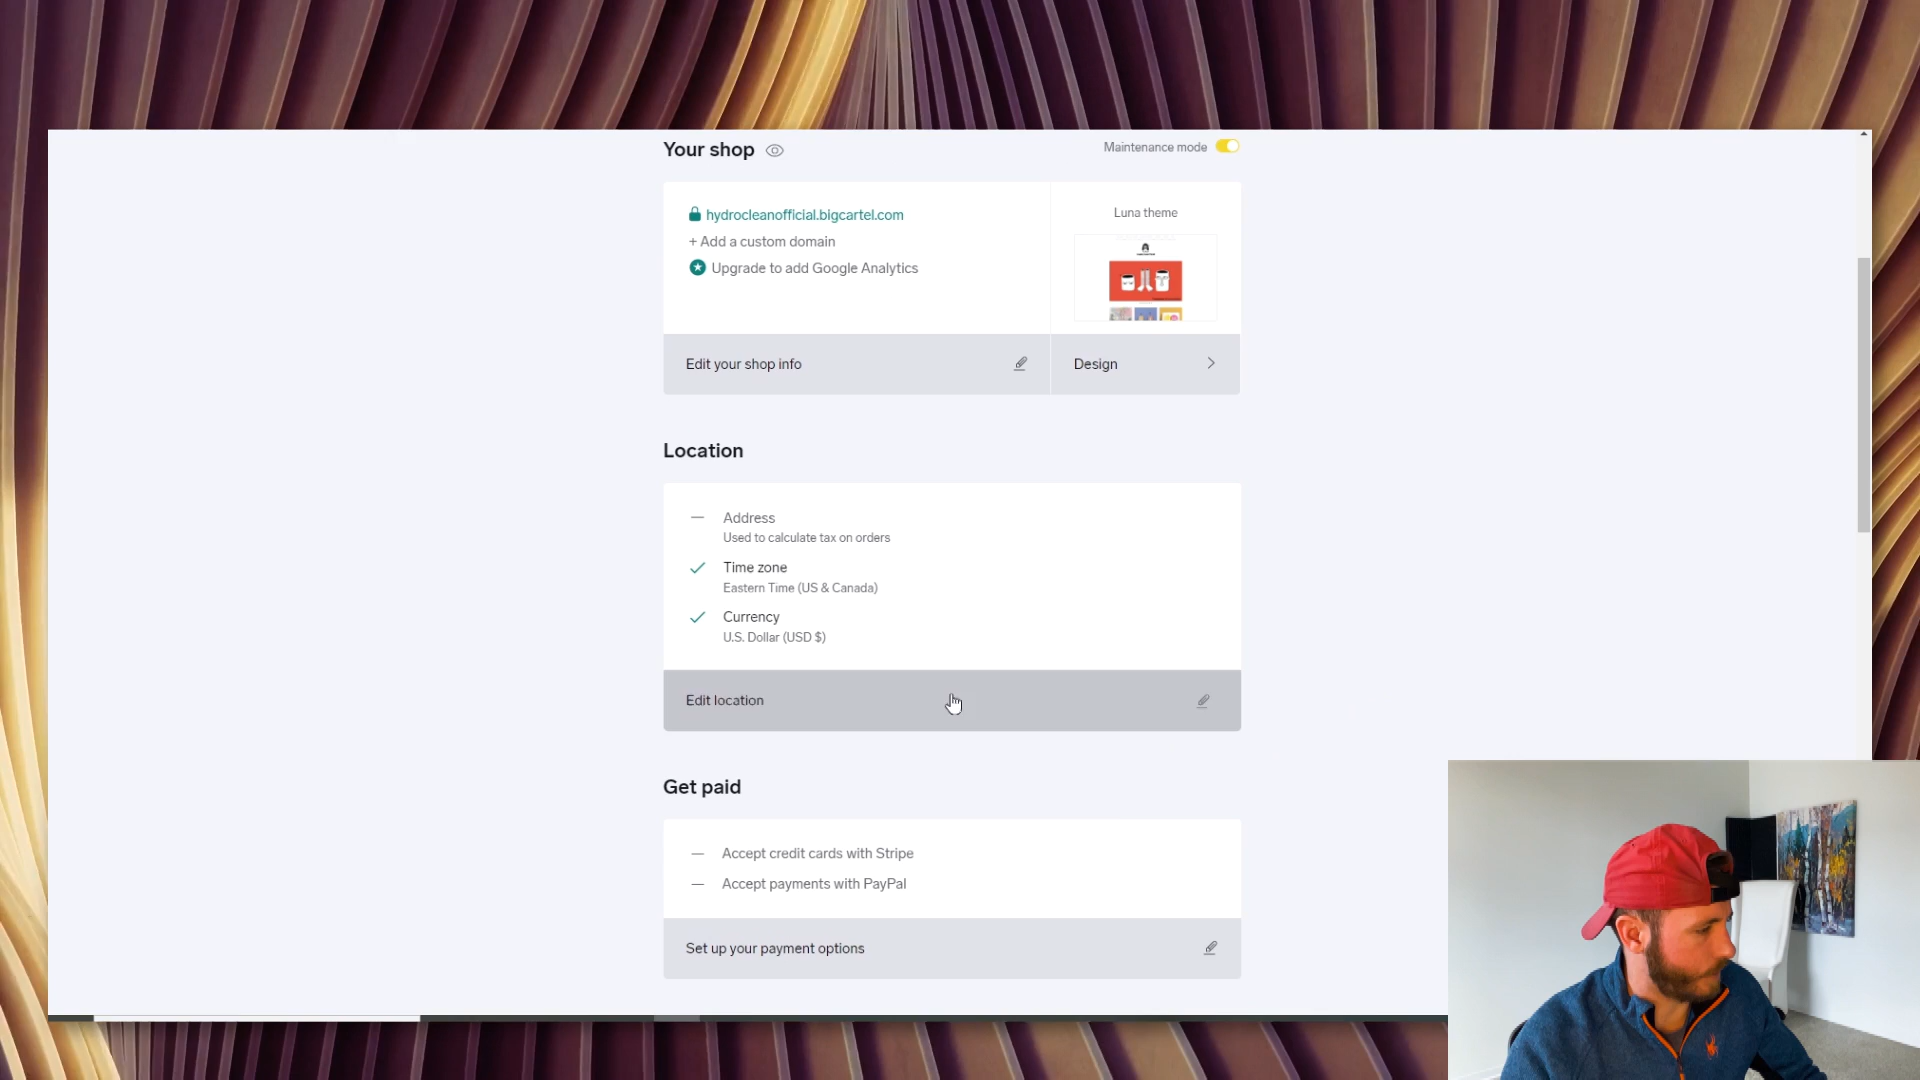 Your shop
Maintenance mode
hydrocleanofficial.bigcartel.com
+ Add a custom domain
Upgrade to add Google Analytics
Luna theme
Edit your shop info
Design
Location
Address
Used to calculate tax on orders
Time zone
Eastern Time (US & Canada)
Currency
U.S. Dollar (USD $)
Edit location
Get paid
Accept credit cards with Stripe
Accept payments with PayPal
Set up your payment options